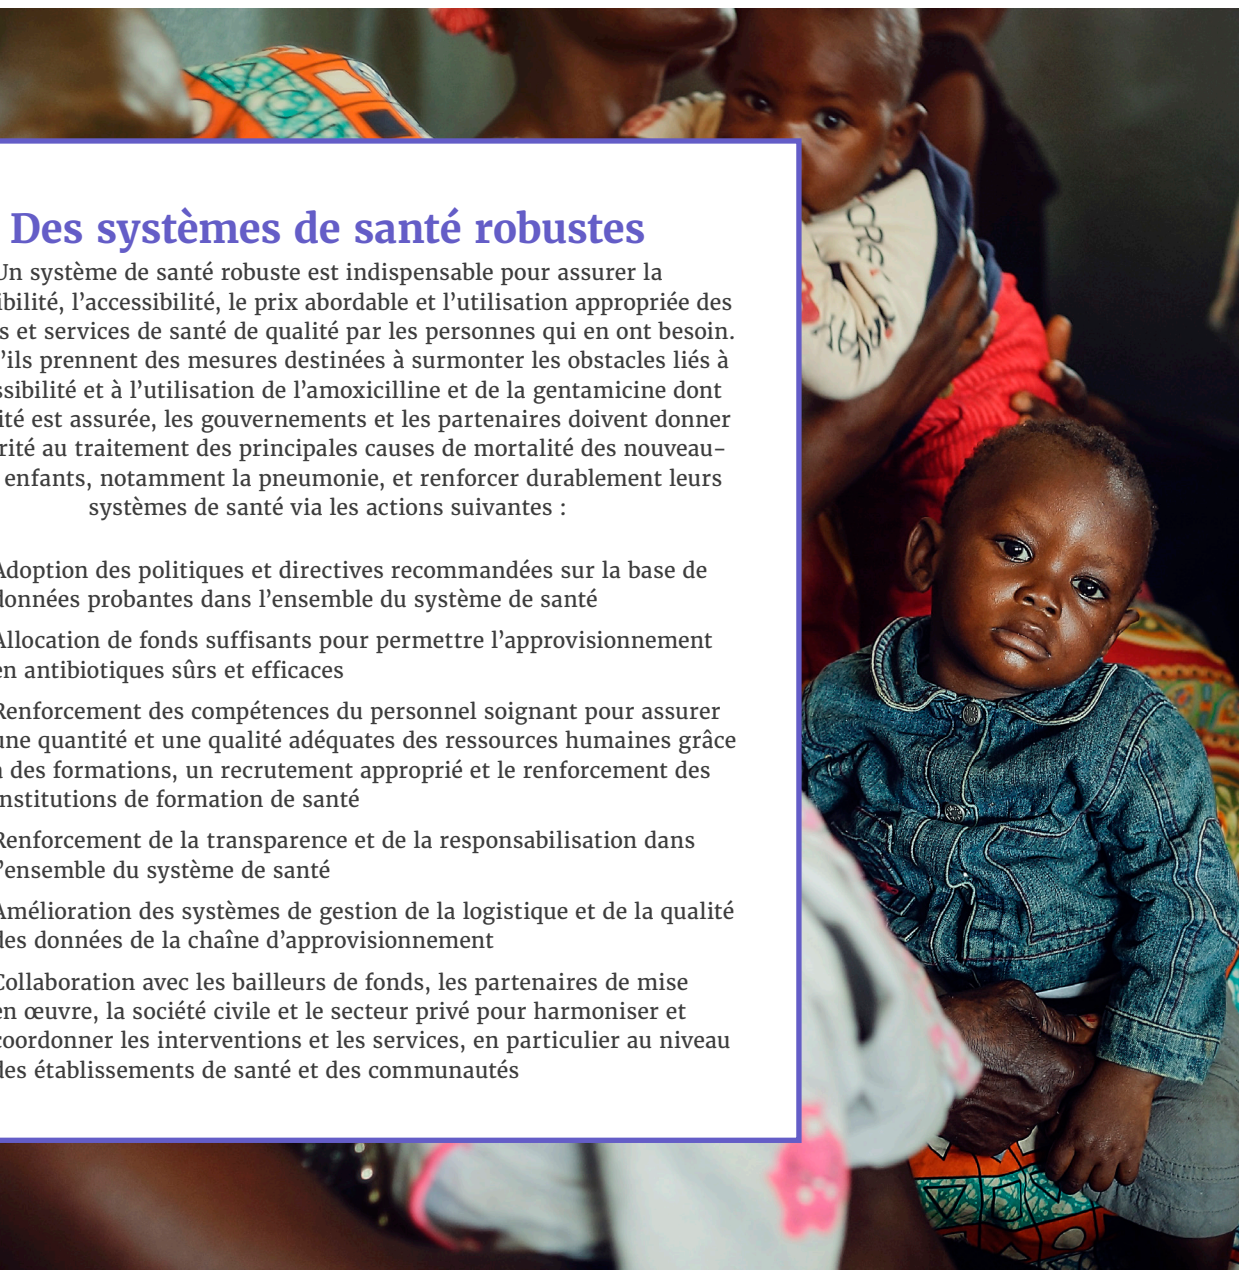 Des systèmes de santé robustes
Un système de santé robuste est indispensable pour assurer la
ibilité, l’accessibilité, le prix abordable et l’utilisation appropriée des
s et services de santé de qualité par les personnes qui en ont besoin.
’ils prennent des mesures destinées à surmonter les obstacles liés à
ssibilité et à l’utilisation de l’amoxicilline et de la gentamicine dont
ité est assurée, les gouvernements et les partenaires doivent donner
rité au traitement des principales causes de mortalité des nouveau-
enfants, notamment la pneumonie, et renforcer durablement leurs
systèmes de santé via les actions suivantes :
Adoption des politiques et directives recommandées sur la base de
données probantes dans l’ensemble du système de santé
Allocation de fonds suffisants pour permettre l’approvisionnement
en antibiotiques sûrs et efficaces
Renforcement des compétences du personnel soignant pour assurer
une quantité et une qualité adéquates des ressources humaines grâce
à des formations, un recrutement approprié et le renforcement des
nstitutions de formation de santé
Renforcement de la transparence et de la responsabilisation dans
’ensemble du système de santé
Amélioration des systèmes de gestion de la logistique et de la qualité
des données de la chaîne d’approvisionnement
Collaboration avec les bailleurs de fonds, les partenaires de mise
en œuvre, la société civile et le secteur privé pour harmoniser et
coordonner les interventions et les services, en particulier au niveau
des établissements de santé et des communautés